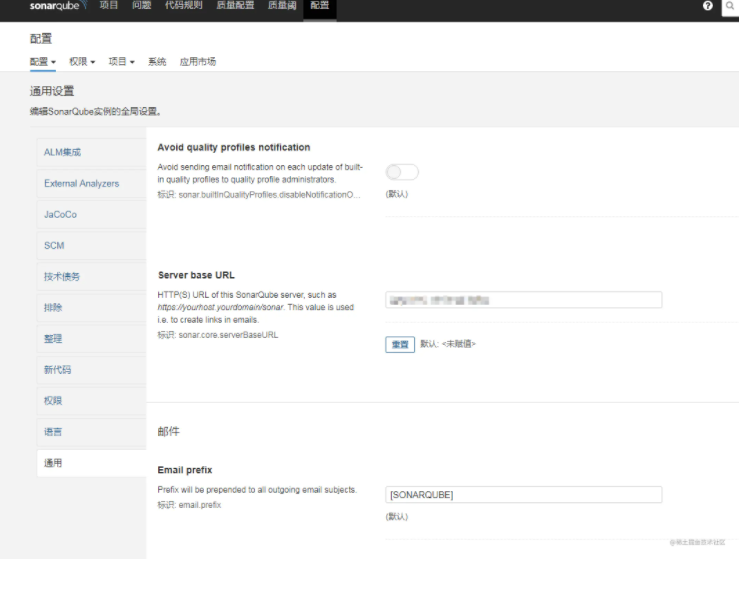 sonarqube 项目 问题 代码规则 质量配置 质量阈 配置
配置
配置 权限 项目 系统 应用市场
通用设置
编辑SonarQube实例的全局设置。
ALM集成
External Analyzers
JaCoCo
SCM
技术债务
排除
整理
新代码
权限
语言
通用
Avoid quality profiles notification
Avoid sending email notification on each update of built-
in quality profiles to quality profile administrators.
标识: sonar.builtInQualityProfiles.disableNotificationO...
(默认)
Server base URL
HTTP(S) URL of this SonarQube server, such as
https://yourhost.yourdomain/sonar. This value is used
i.e. to create links in emails.
标识: sonar.core.serverBaseURL
重置 默认: <未赋值>
邮件
Email prefix
Prefix will be prepended to all outgoing email subjects.
标识: email.prefix
[SONARQUBE]
(默认)
@稀土掘金技术社区